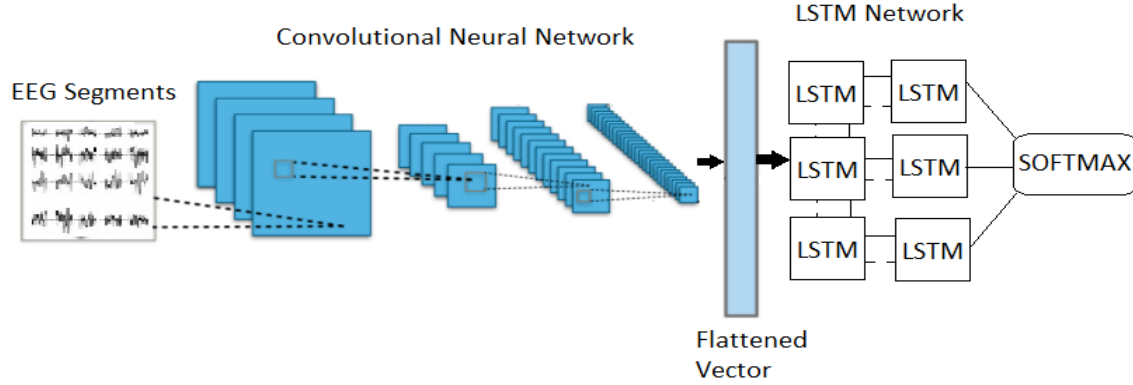 LSTM Network
Convolutional Neural Network
EEG Segments
LSTM LSTM
LSTM LSTM
SOFTMAX
LSTM LSTM
Flattened
Vector